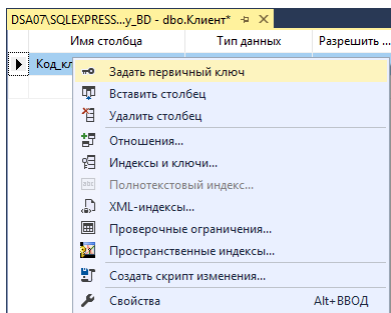 DSA07\SQLEXPRESS...y_BD - dbo.Клиент*
Имя столбца Тип данных Разрешить ...
Код_кл
Задать первичный ключ
Вставить столбец
Удалить столбец
Отношения...
Индексы и ключи...
Полнотекстовый индекс...
XML-индексы...
Проверочные ограничения...
Пространственные индексы...
Создать скрипт изменения...
Свойства Alt+ВВОД